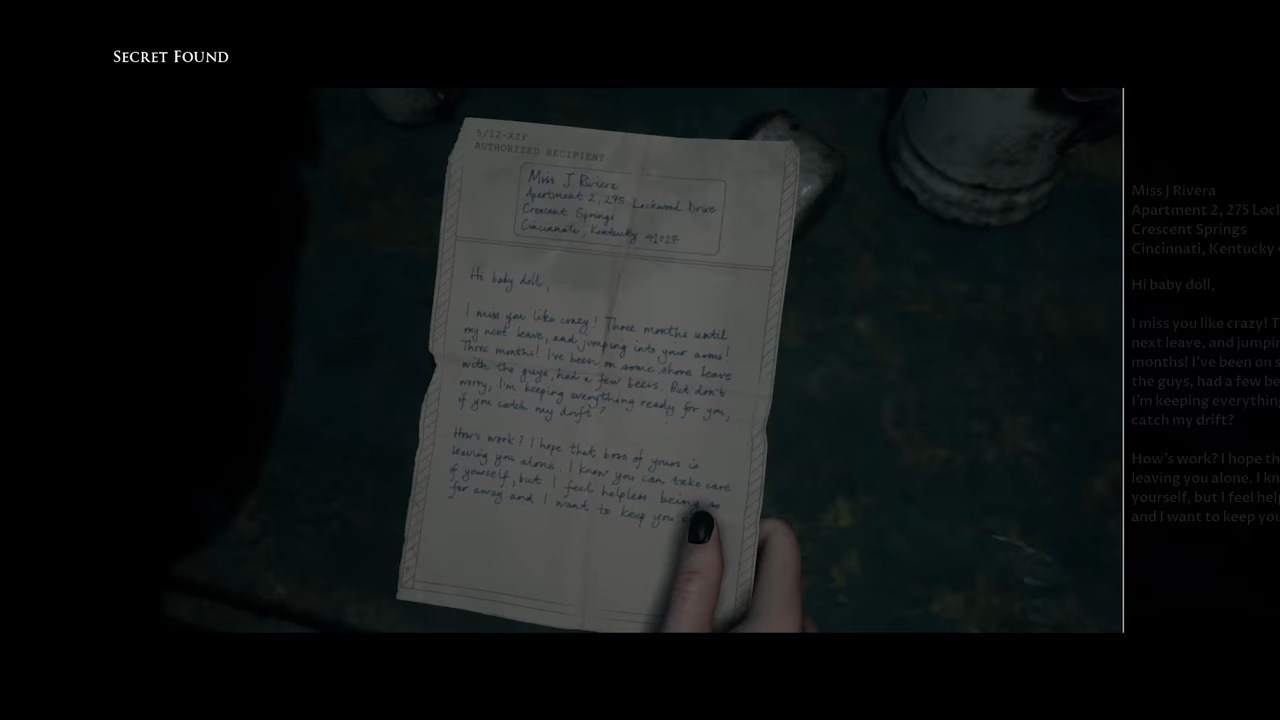 Secret Found
5/12-XSY
AUTHORISED RECIPIENT
Miss J Rivera
Apartment 2, 275 Lockwood Drive
Crescent Springs
Cincinnati, Kentucky 41017
Hi baby doll,
I miss you like crazy! Three months until
my next leave, and jumping into your arms!
Three months! I've been on some shore leave
with the guys, had a few beers. But don't
worry, I'm keeping everything ready for you,
if you catch my drift?
How's work? I hope that boss of yours is
leaving you alone. I know you can take care
of yourself, but I feel helpless being so
far away and I want to keep you
Miss J Rivera
Apartment 2, 275 Loc
Crescent Springs
Cincinnati, Kentucky
Hi baby doll,
I miss you like crazy! T
next leave, and jumpin
months! I've been on s
the guys, had a few be
I'm keeping everything
catch my drift?
How's work? I hope th
leaving you alone. I kn
yourself, but I feel help
and I want to keep you